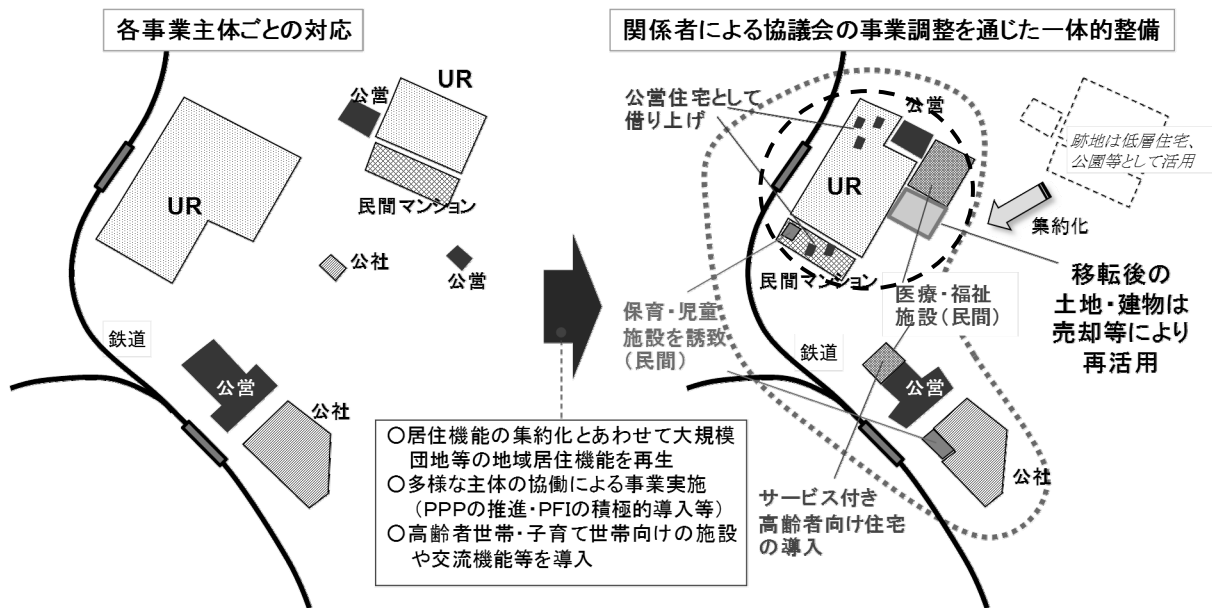 各事業主体ごとの対応
UR
公営
UR
民間マンション
公社
公営
鉄道
公営
公社
関係者による協議会の事業調整を通じた一体的整備
公営住宅として
借り上げ
公営
UR
跡地は低層住宅、
公園等として活用
集約化
民間マンション
保育・児童
施設を誘致
(民間)
医療・福祉
施設(民間)
移転後の
土地・建物は
売却等により
再活用
鉄道
公営
公社
サービス付き
高齢者向け住宅
の導入
○居住機能の集約化とあわせて大規模
団地等の地域居住機能を再生
○多様な主体の協働による事業実施
(PPPの推進・PFIの積極的導入等)
○高齢者世帯・子育て世帯向けの施設
や交流機能等を導入